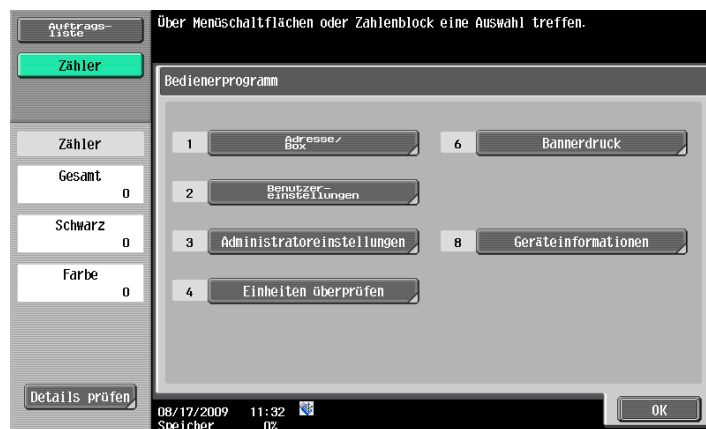 Auftrags-
liste
Zähler
Zähler
Gesamt
0
Schwarz
0
Farbe
0
Details prüfen
Über Menüschaltflächen oder Zahlenblock eine Auswahl treffen.
Bedienerprogramm
1 Adresse/
Box
2 Benutzer-
einstellungen
3 Administratoreinstellungen
4 Einheiten überprüfen
6 Bannerdruck
8 Geräteinformationen
08/17/2009 11:32
Speicher 0%
OK